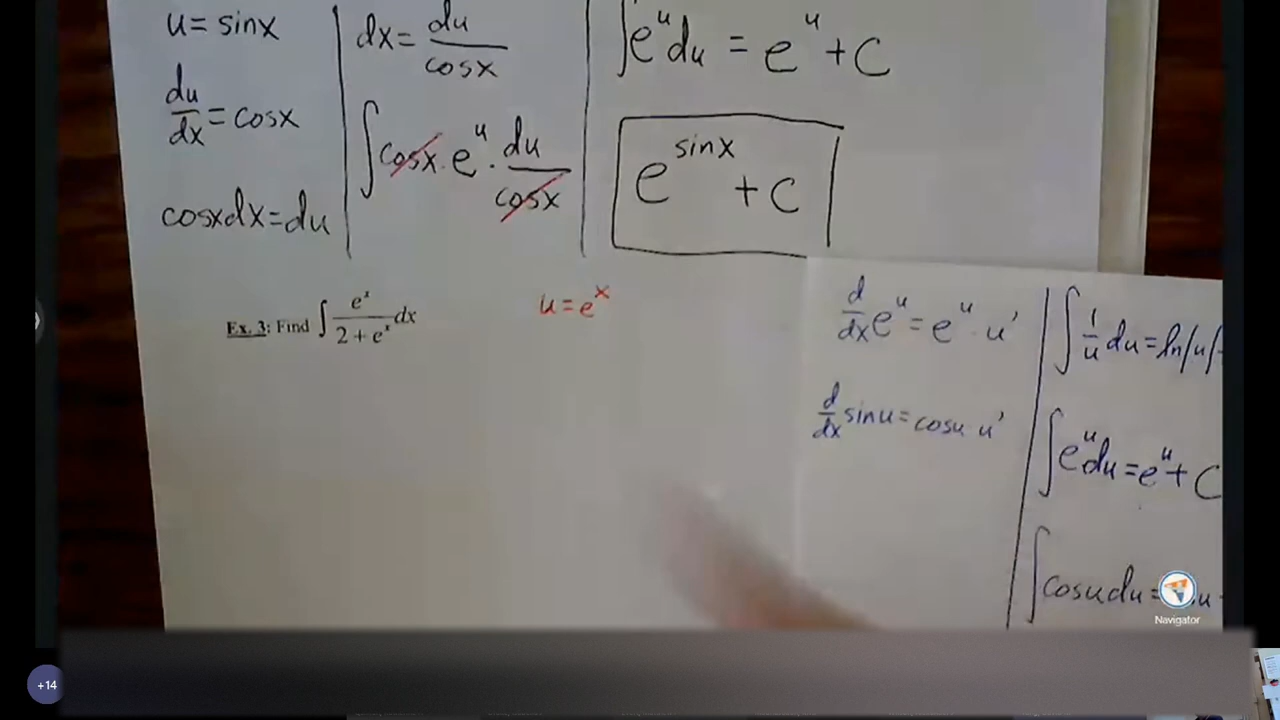 u = sinx
du/dx = cosx
cosxdx = du
dx = du/cosx
∫cosx · e^u · du/cosx
∫e^u du = e^u + C
e^sinx + C
Ex. 3: Find ∫ e^x/(2 + e^x) dx
u = e^x
d/dx e^u = e^u · u'
d/dx sinu = cosu u'
∫ 1/u du = ln|u|
∫e^u du = e^u + C
∫cosu du =
Navigator
+14